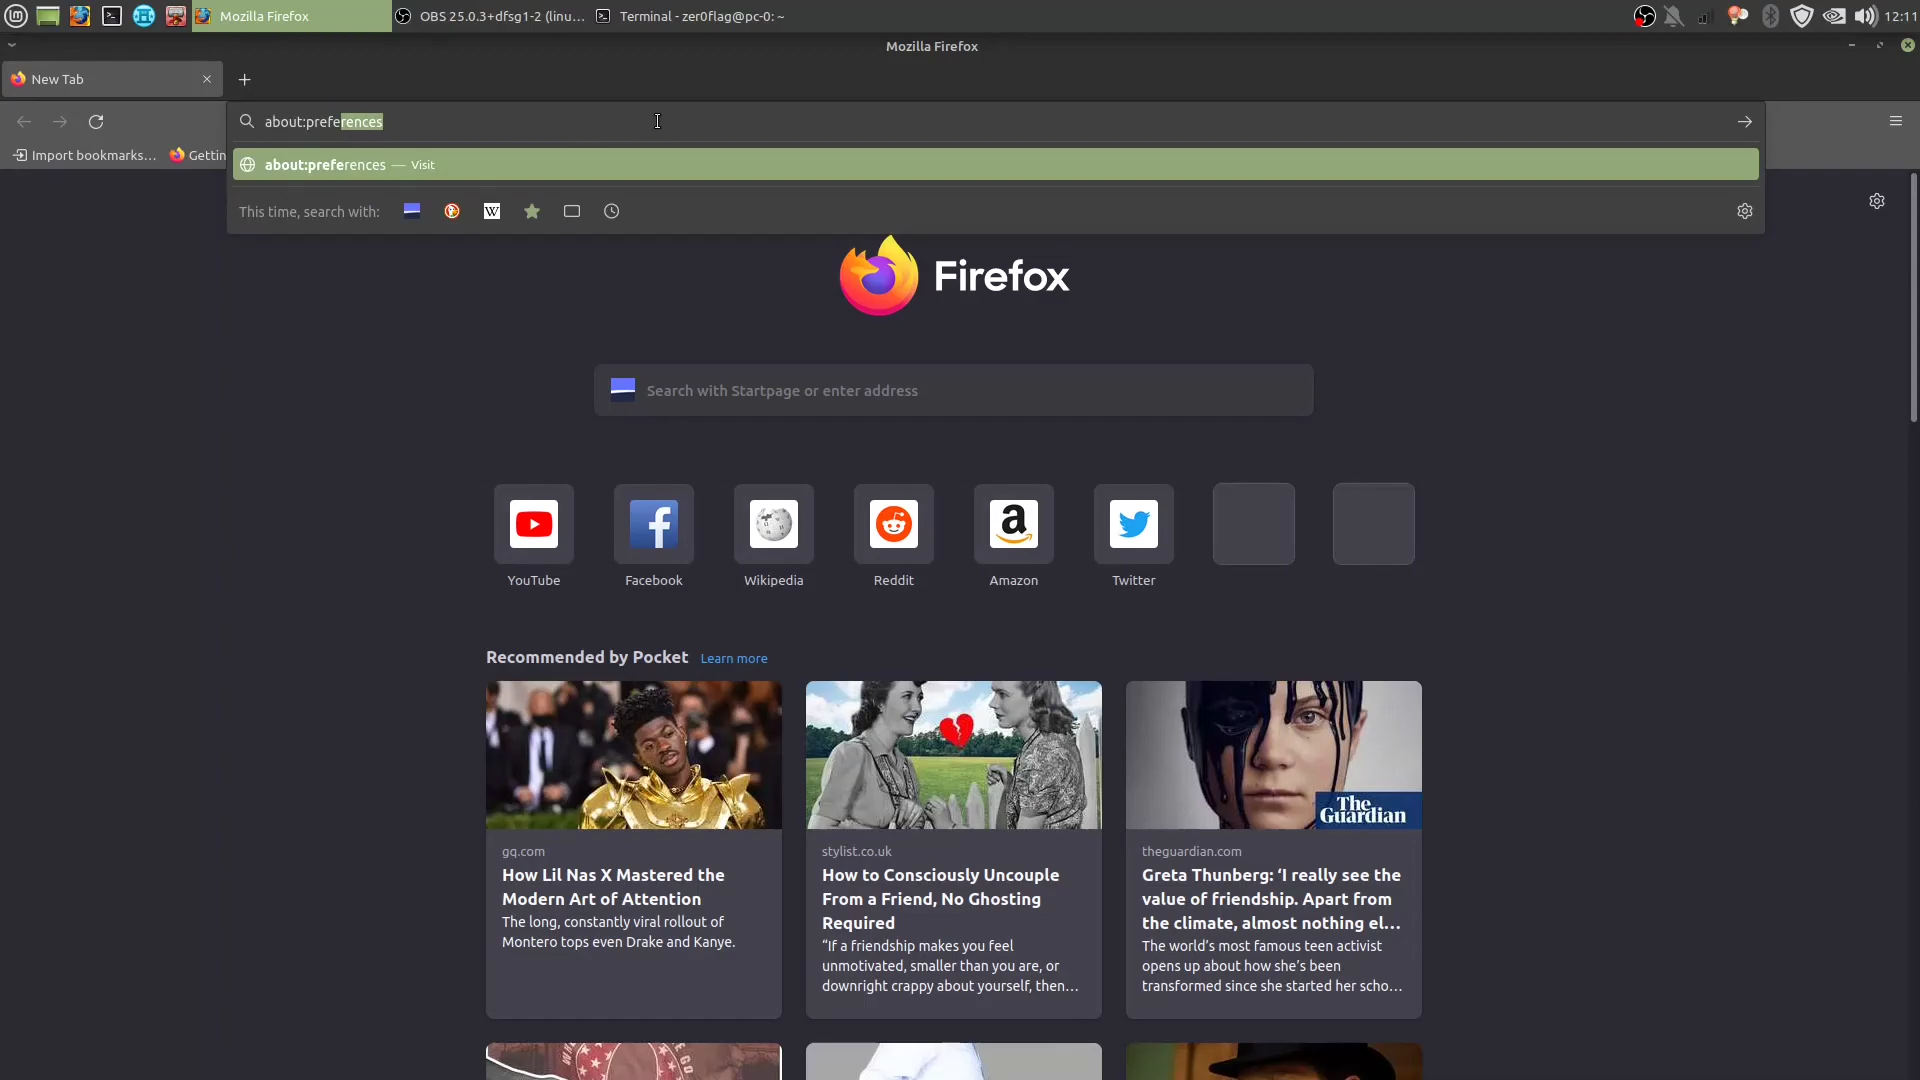 Mozilla Firefox
OBS 25.0.3+dfsg1-2 (linu...
Terminal - zer0flag@pc-0: ~
12:11
Mozilla Firefox
New Tab
about:preferences
Import bookmarks...
Gettin
about:preferences — Visit
This time, search with:
W
Firefox
Search with Startpage or enter address
YouTube
Facebook
Wikipedia
Reddit
Amazon
Twitter
Recommended by Pocket
Learn more
gq.com
How Lil Nas X Mastered the
Modern Art of Attention
The long, constantly viral rollout of
Montero tops even Drake and Kanye.
stylist.co.uk
How to Consciously Uncouple
From a Friend, No Ghosting
Required
“If a friendship makes you feel
unmotivated, smaller than you are, or
downright crappy about yourself, then...
The
Guardian
theguardian.com
Greta Thunberg: ‘I really see the
value of friendship. Apart from
the climate, almost nothing el...
The world’s most famous teen activist
opens up about how she’s been
transformed since she started her scho...